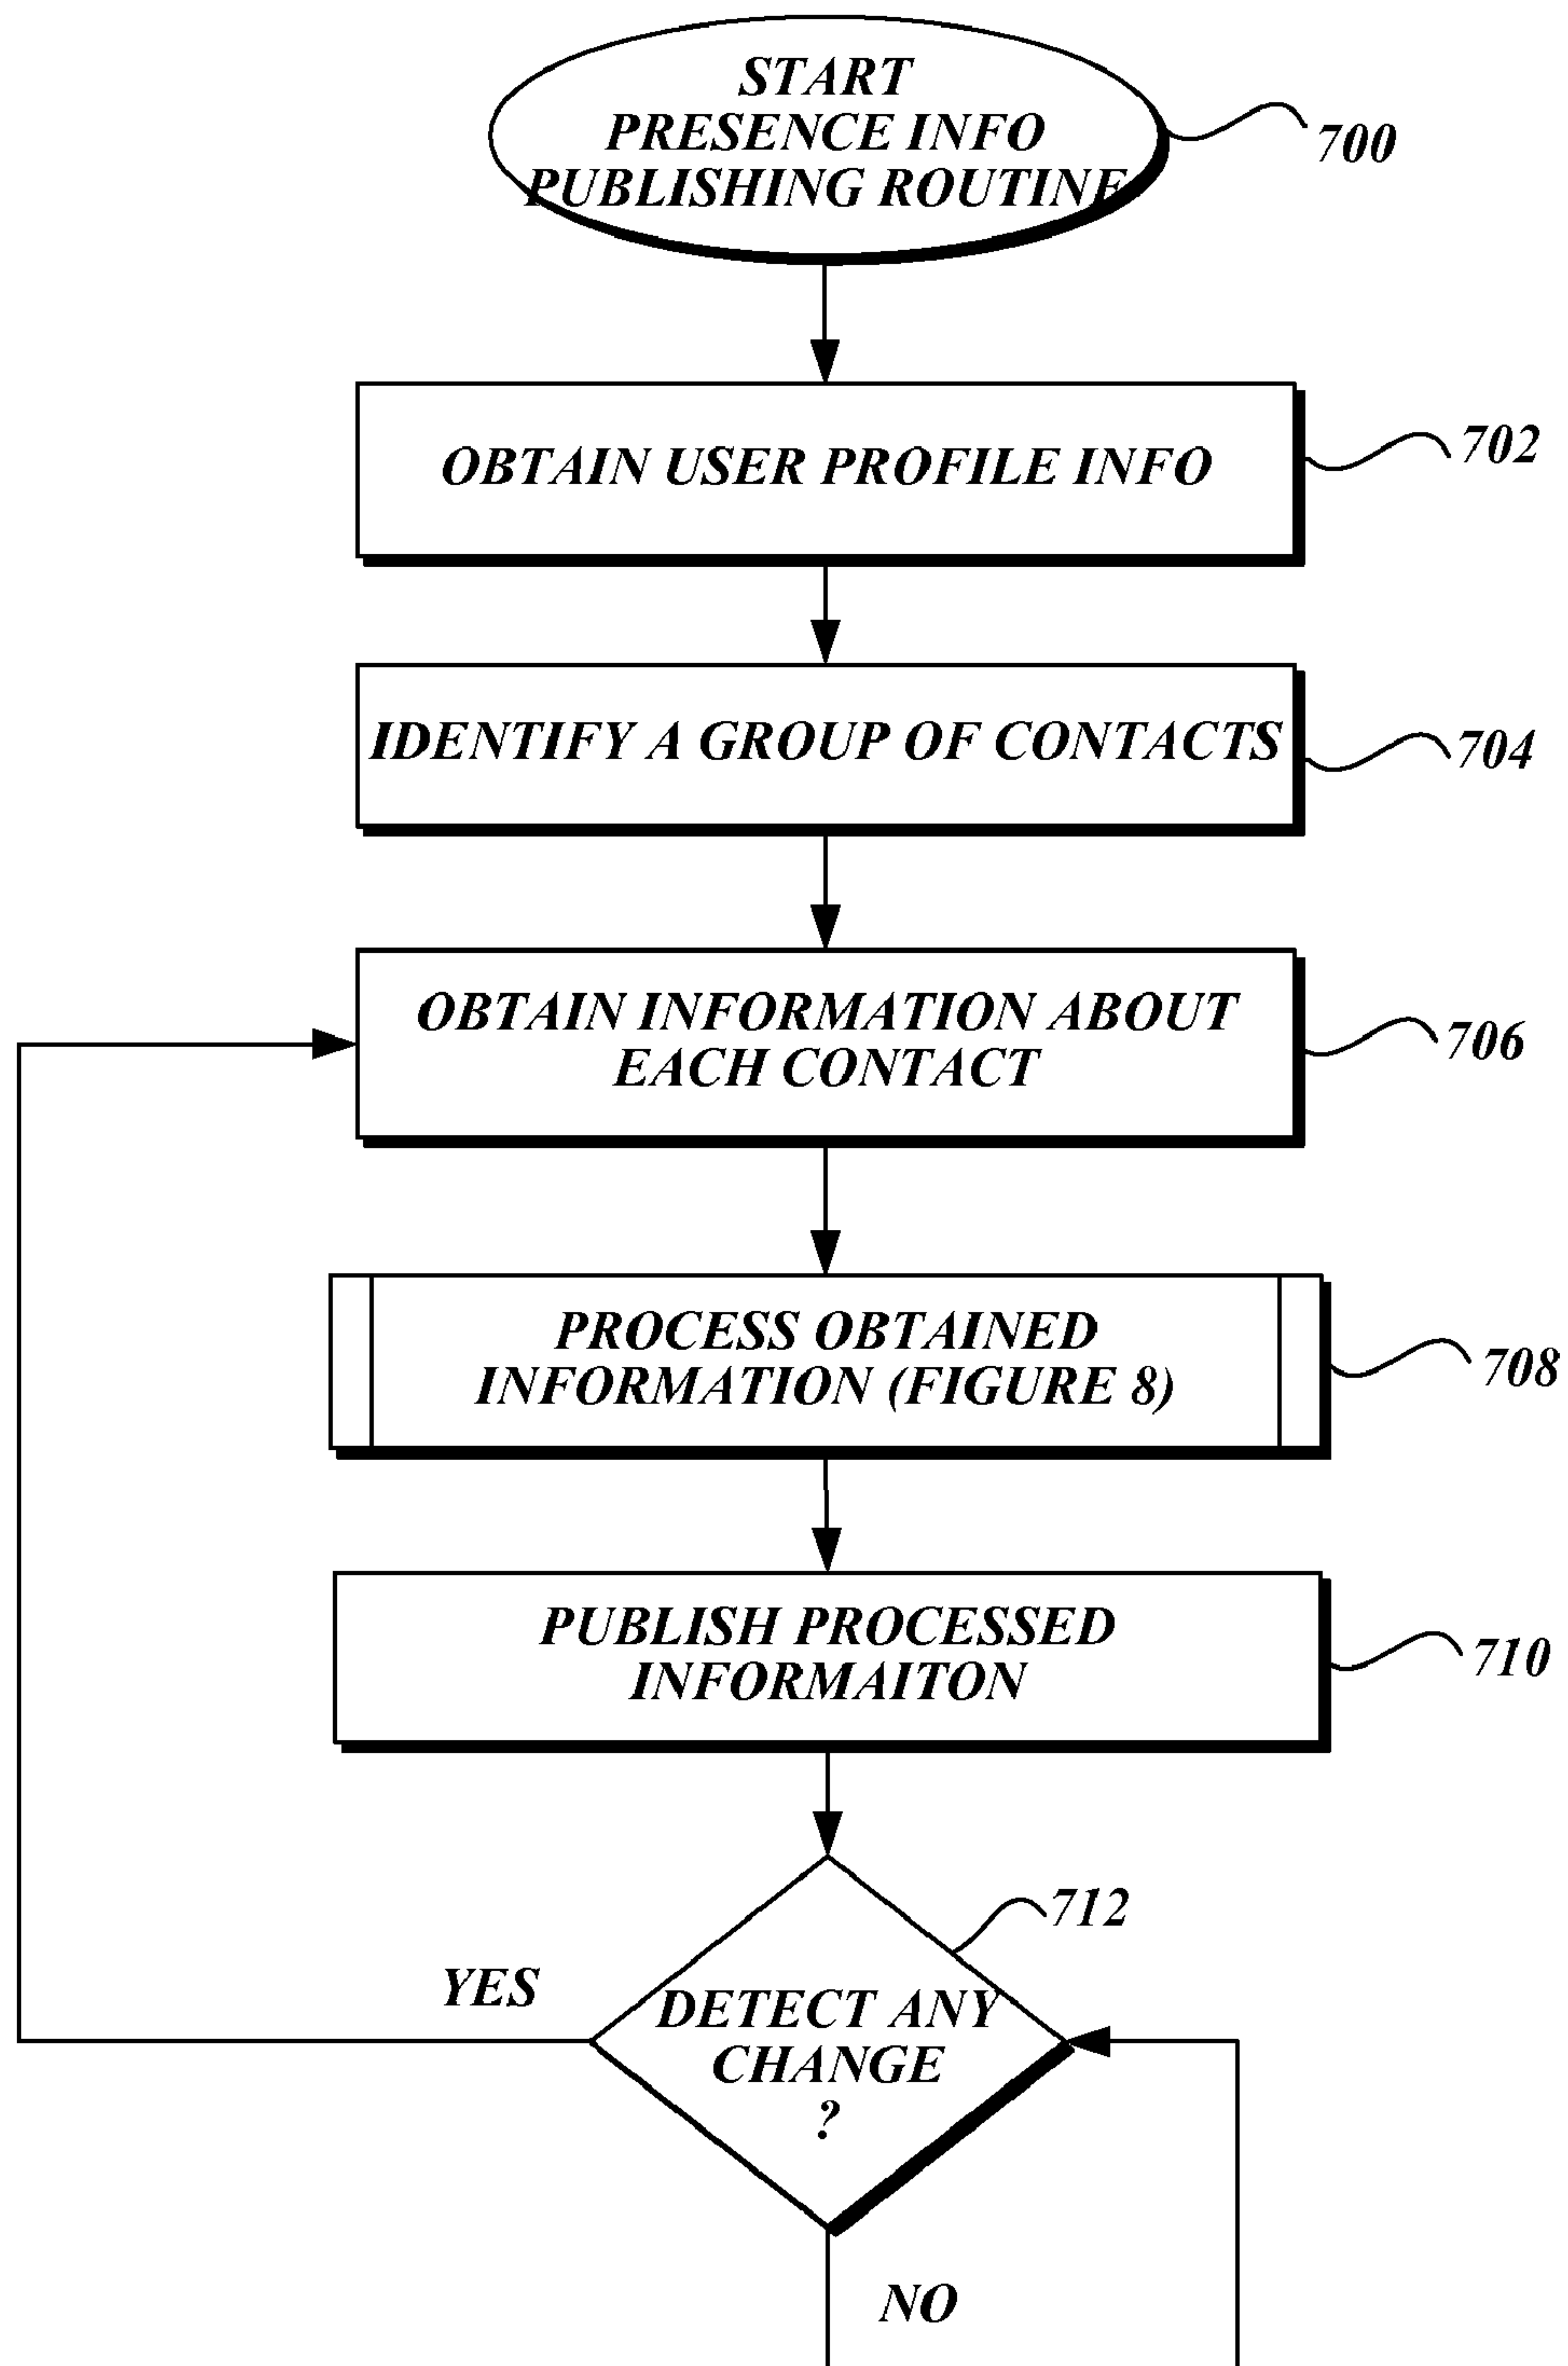 START
PRESENCE INFO
PUBLISHING ROUTINE
700
OBTAIN USER PROFILE INFO
702
IDENTIFY A GROUP OF CONTACTS
704
OBTAIN INFORMATION ABOUT
EACH CONTACT
706
PROCESS OBTAINED
INFORMATION (FIGURE 8)
708
PUBLISH PROCESSED
INFORMAITON
710
712
YES
DETECT ANY
CHANGE
?
NO